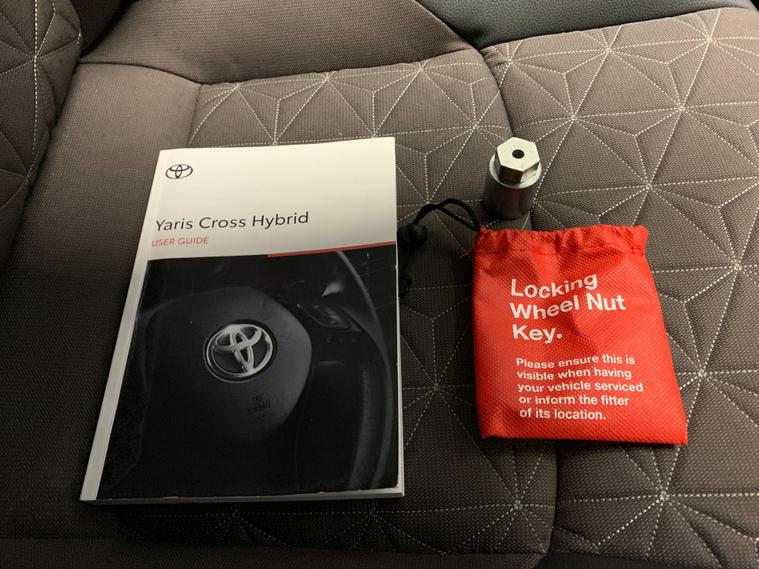 Yaris Cross Hybrid
USER GUIDE
Locking
Wheel Nut
Key.
Please ensure this is
visible when having
your vehicle serviced
or inform the fitter
of its location.